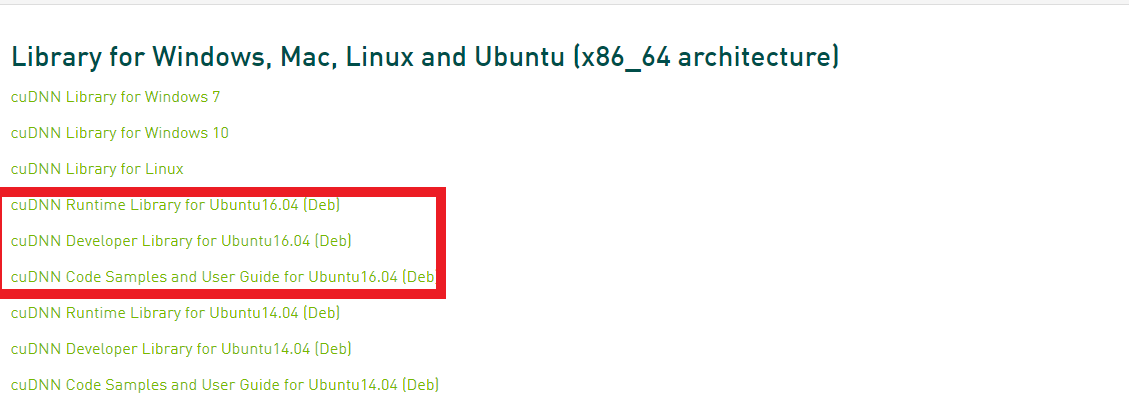 Library for Windows, Mac, Linux and Ubuntu (x86_64 architecture)
cuDNN Library for Windows 7
cuDNN Library for Windows 10
cuDNN Library for Linux
cuDNN Runtime Library for Ubuntu16.04 (Deb)
cuDNN Developer Library for Ubuntu16.04 (Deb)
cuDNN Code Samples and User Guide for Ubuntu16.04 (Deb
cuDNN Runtime Library for Ubuntu14.04 (Deb)
cuDNN Developer Library for Ubuntu14.04 (Deb)
cuDNN Code Samples and User Guide for Ubuntu14.04 (Deb)